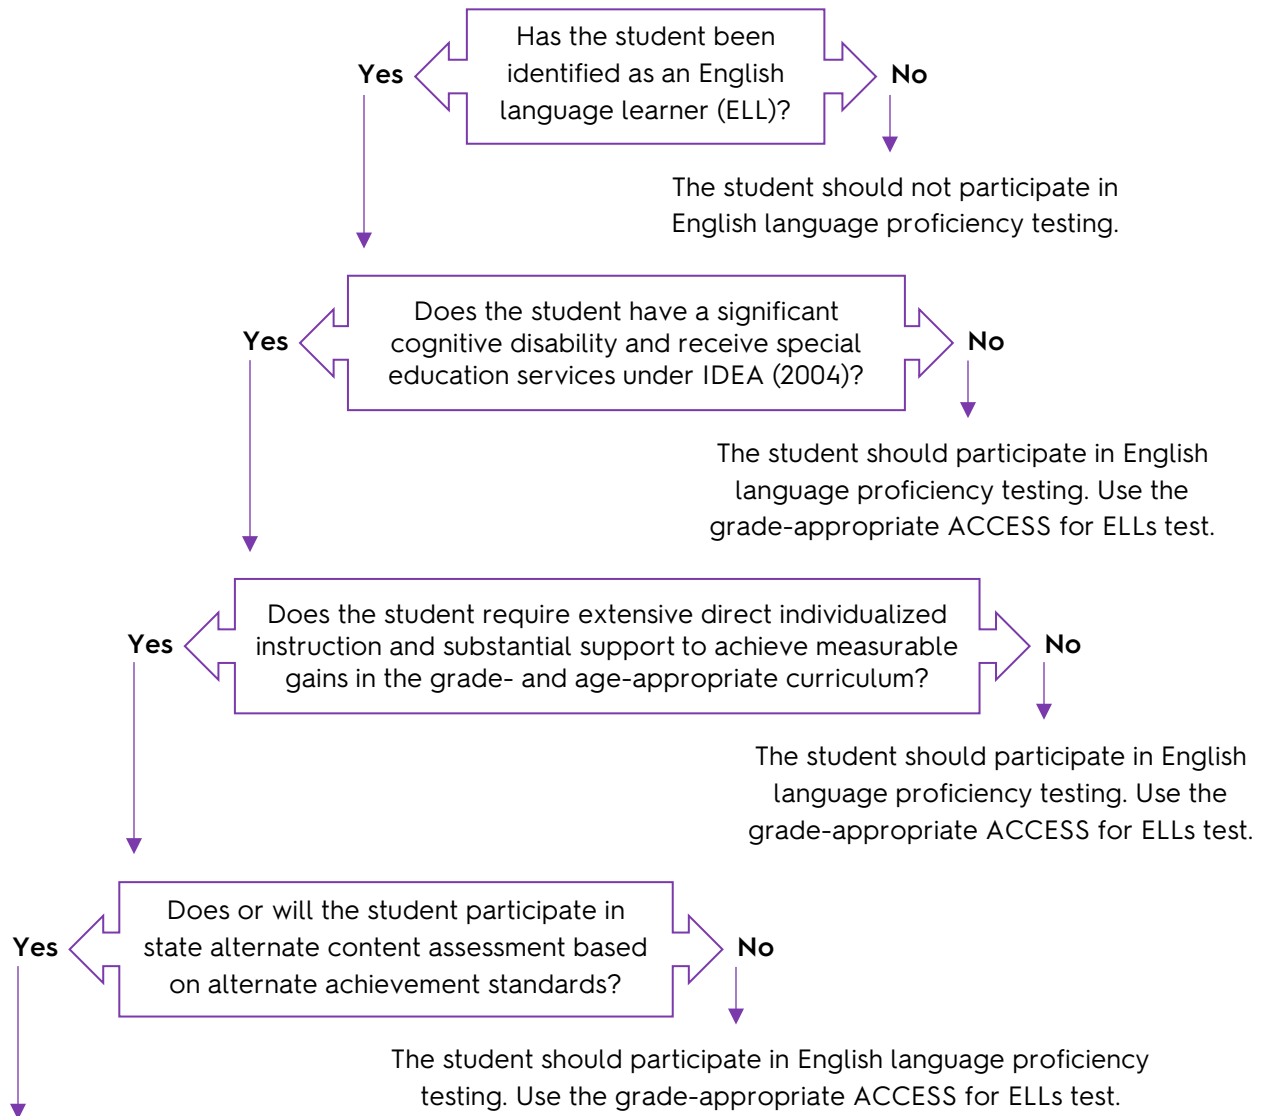 Has the student been
identified as an English
language learner (ELL)?
Yes
No
The student should not participate in
English language proficiency testing.
Does the student have a significant
cognitive disability and receive special
education services under IDEA (2004)?
Yes
No
The student should participate in English
language proficiency testing. Use the
grade-appropriate ACCESS for ELLs test.
Does the student require extensive direct individualized
instruction and substantial support to achieve measurable
gains in the grade- and age-appropriate curriculum?
Yes
No
The student should participate in English
language proficiency testing. Use the
grade-appropriate ACCESS for ELLs test.
Does or will the student participate in
state alternate content assessment based
on alternate achievement standards?
Yes
No
The student should participate in English language proficiency
testing. Use the grade-appropriate ACCESS for ELLs test.